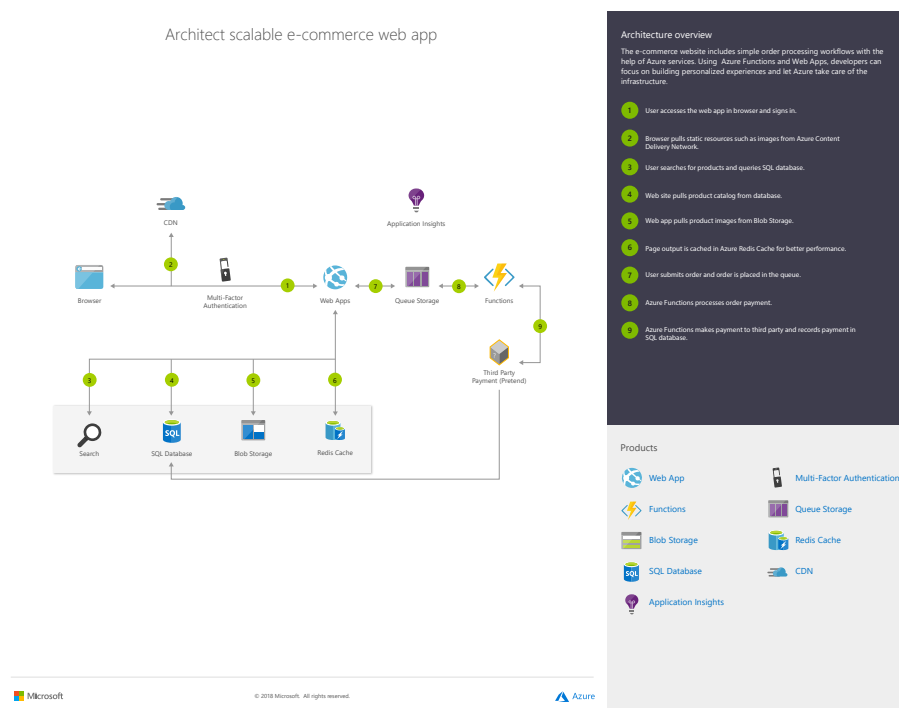 Architect scalable e-commerce web app
CDN
Application Insights
2
Browser
Multi-Factor
Authentication
1
Web Apps
7
Queue Storage
8
Functions
9
Third Party
Payment (Pretend)
3
4
5
6
Search
SQL
SQL Database
Blob Storage
Redis Cache
Microsoft
© 2018 Microsoft. All rights reserved.
Azure
Architecture overview
The e-commerce website includes simple order processing workflows with the
help of Azure services. Using Azure Functions and Web Apps, developers can
focus on building personalized experiences and let Azure take care of the
infrastructure.
1 User accesses the web app in browser and signs in.
2 Browser pulls static resources such as images from Azure Content
Delivery Network.
3 User searches for products and queries SQL database.
4 Web site pulls product catalog from database.
5 Web app pulls product images from Blob Storage.
6 Page output is cached in Azure Redis Cache for better performance.
7 User submits order and order is placed in the queue.
8 Azure Functions processes order payment.
9 Azure Functions makes payment to third party and records payment in
SQL database.
Products
Web App
Multi-Factor Authentication
Functions
Queue Storage
Blob Storage
Redis Cache
SQL
SQL Database
CDN
Application Insights